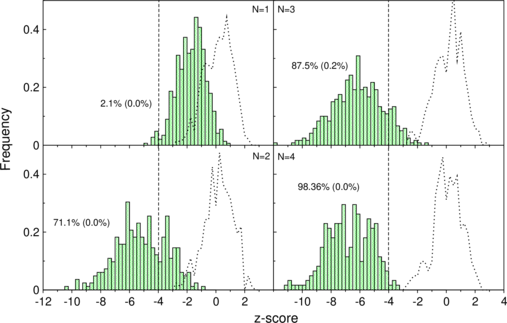 N=1
N=3
0.4
0.2
0
2.1% (0.0%)
87.5% (0.2%)
Frequency
N=2
N=4
0.4
0.2
0
71.1% (0.0%)
98.36% (0.0%)
-12 -10 -8 -6 -4 -2 0 2 -10 -8 -6 -4 -2 0 2 4
z-score